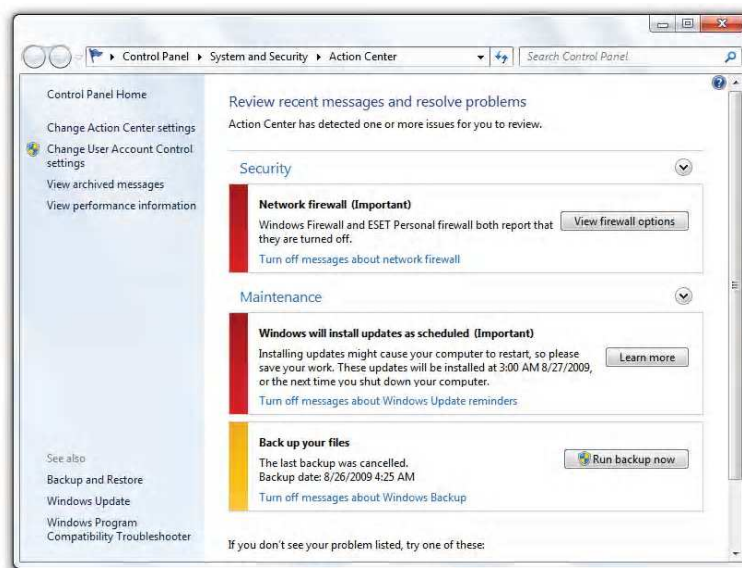 Control Panel ▸ System and Security ▸ Action Center
Search Control Panel
Control Panel Home
Change Action Center settings
Change User Account Control
settings
View archived messages
View performance information
See also
Backup and Restore
Windows Update
Windows Program
Compatibility Troubleshooter
Review recent messages and resolve problems
Action Center has detected one or more issues for you to review.
Security
Network firewall (Important)
Windows Firewall and ESET Personal firewall both report that
they are turned off.
View firewall options
Turn off messages about network firewall
Maintenance
Windows will install updates as scheduled (Important)
Installing updates might cause your computer to restart, so please
save your work. These updates will be installed at 3:00 AM 8/27/2009,
or the next time you shut down your computer.
Learn more
Turn off messages about Windows Update reminders
Back up your files
The last backup was cancelled.
Backup date: 8/26/2009 4:25 AM
Run backup now
Turn off messages about Windows Backup
If you don't see your problem listed, try one of these: